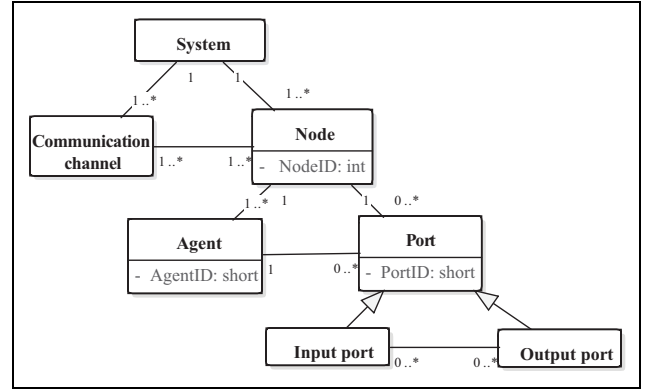 System
1
1
1 ..*
1 ..*
Communication
channel
1 ..*
1 ..*
Node
- NodeID: int
1 ..*
1
1
0 ..*
Agent
- AgentID: short
1
0 ..*
Port
- PortID: short
Input port
0 ..*
0 ..*
Output port